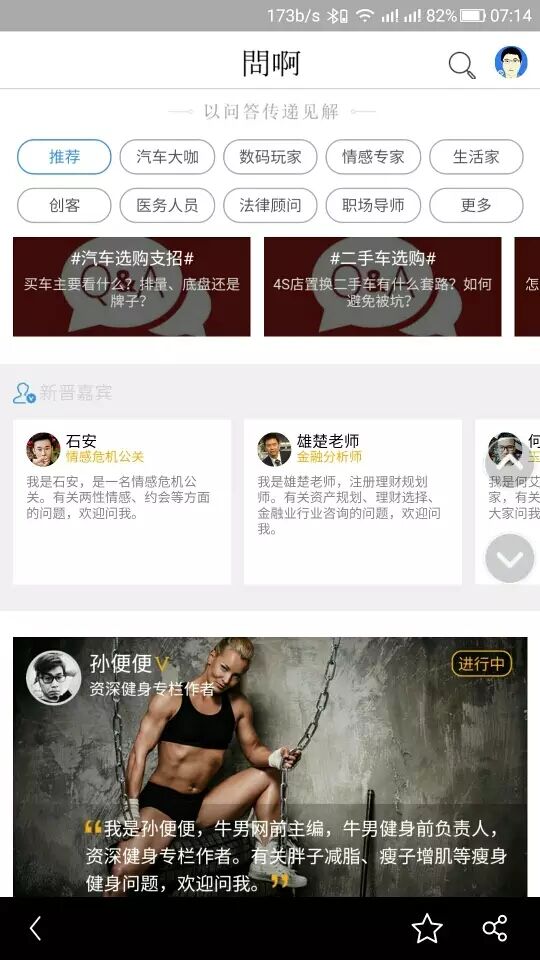 173b/s 82% 07:14
問啊
以问答传递见解
推荐 汽车大咖 数码玩家 情感专家 生活家
创客 医务人员 法律顾问 职场导师 更多
#汽车选购支招#
买车主要看什么？排量、底盘还是
牌子？
#二手车选购#
4S店置换二手车有什么套路？如何
避免被坑？
怎
新晋嘉宾
石安
情感危机公关
我是石安，是一名情感危机公
关。有关两性情感、约会等方面
的问题，欢迎问我。
雄楚老师
金融分析师
我是雄楚老师，注册理财规划
师。有关资产规划、理财选择、
金融业行业咨询的问题，欢迎问
我。
何
我是何艾
家，有关
大家问我
孙便便V
资深健身专栏作者
进行中
“我是孙便便，牛男网前主编，牛男健身前负责人，
资深健身专栏作者。有关胖子减脂、瘦子增肌等瘦身
健身问题，欢迎问我。”